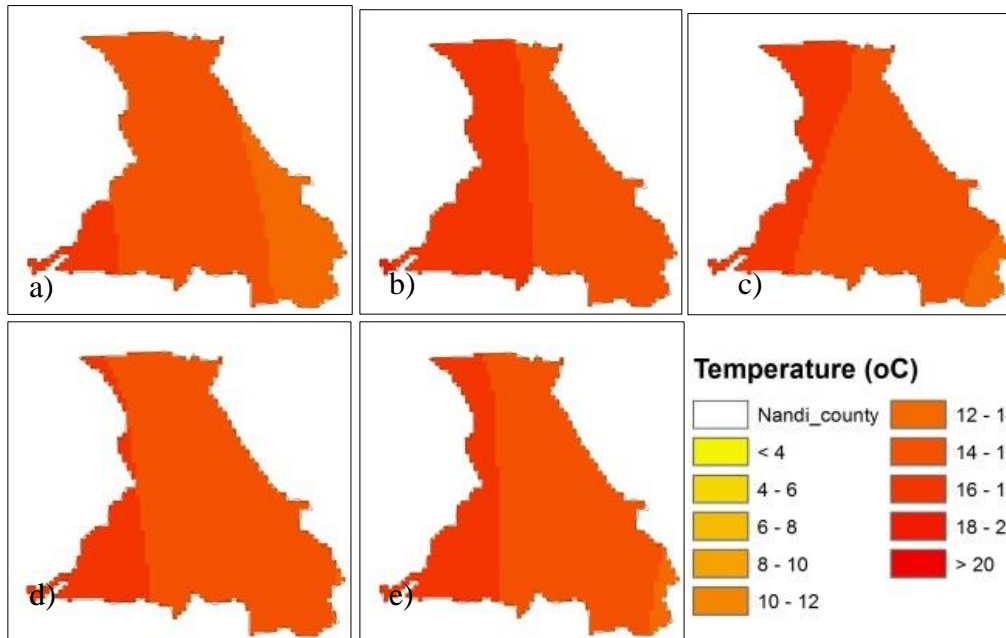 a)
b)
c)
d)
e)
Temperature (oC)
Nandi_county
< 4
4 - 6
6 - 8
8 - 10
10 - 12
12 - 1
14 - 1
16 - 1
18 - 2
> 20